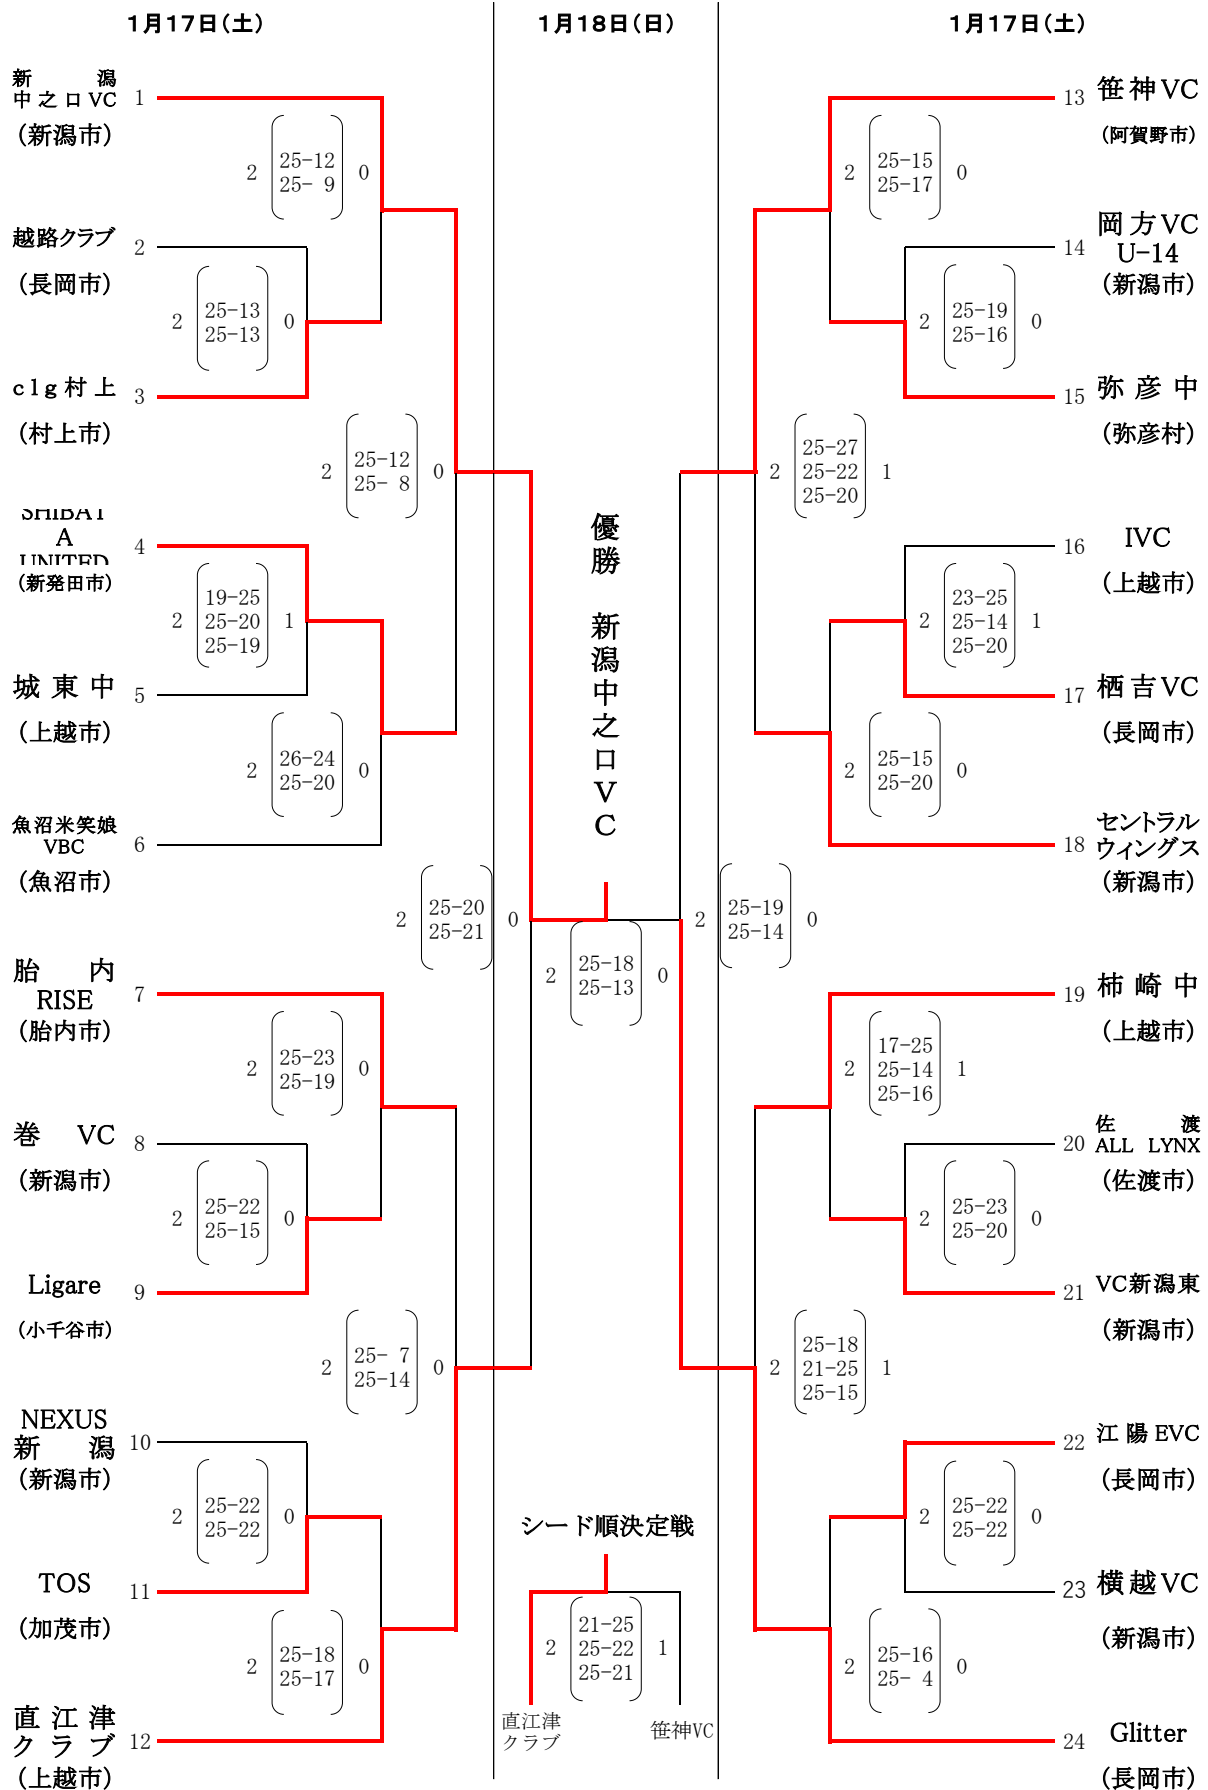 1月17日（土）
1月18日（日）
1月17日（土）
新　潟
中之口VC
1
（新潟市）
2
25-12
25- 9
0
越路クラブ
2
（長岡市）
2
25-13
25-13
0
clg村上
3
（村上市）
2
25-12
25- 8
0
SHIBAT
A
UNITED
4
（新発田市）
2
19-25
25-20
25-19
1
城東中
5
（上越市）
2
26-24
25-20
0
魚沼米笑娘
VBC
6
（魚沼市）
2
25-20
25-21
0
胎　内
RISE
7
（胎内市）
2
25-23
25-19
0
巻　VC
8
（新潟市）
2
25-22
25-15
0
Ligare
9
（小千谷市）
2
25- 7
25-14
0
NEXUS
新　潟
10
（新潟市）
2
25-22
25-22
0
TOS
11
（加茂市）
2
25-18
25-17
0
直江津
クラブ
12
（上越市）
優勝　新潟中之口VC
2
25-18
25-13
0
シード順決定戦
2
21-25
25-22
25-21
1
直江津
クラブ
笹神VC
13
笹神VC
（阿賀野市）
2
25-15
25-17
0
14
岡方VC
U-14
（新潟市）
2
25-19
25-16
0
15
弥彦中
（弥彦村）
2
25-27
25-22
25-20
1
16
IVC
（上越市）
2
23-25
25-14
25-20
1
17
栖吉VC
（長岡市）
2
25-15
25-20
0
18
セントラル
ウィングス
（新潟市）
2
25-19
25-14
0
19
柿崎中
（上越市）
2
17-25
25-14
25-16
1
20
佐　渡
ALL LYNX
（佐渡市）
2
25-23
25-20
0
21
VC新潟東
（新潟市）
2
25-18
21-25
25-15
1
22
江陽EVC
（長岡市）
2
25-22
25-22
0
23
横越VC
（新潟市）
2
25-16
25- 4
0
24
Glitter
（長岡市）